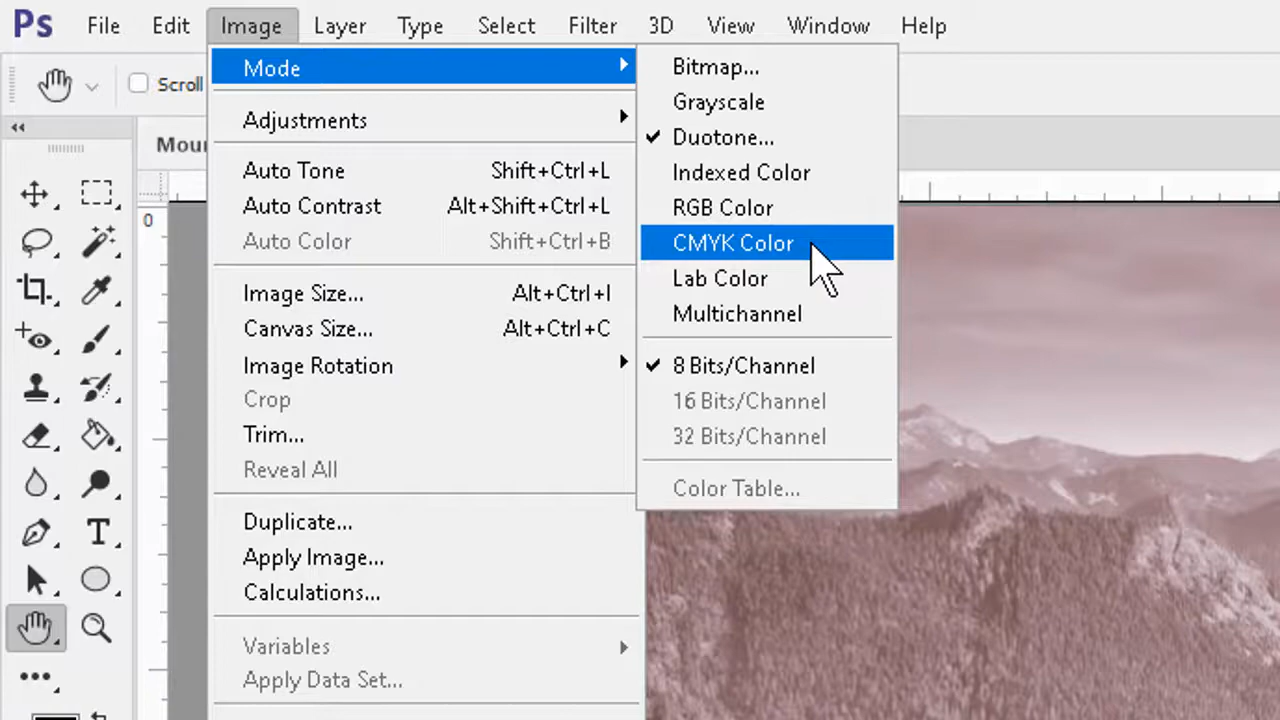 Ps File Edit Image Layer Type Select Filter 3D View Window Help
Scroll
Mode
Adjustments
Auto Tone Shift+Ctrl+L
Auto Contrast Alt+Shift+Ctrl+L
Auto Color Shift+Ctrl+B
Image Size... Alt+Ctrl+I
Canvas Size... Alt+Ctrl+C
Image Rotation
Crop
Trim...
Reveal All
Duplicate...
Apply Image...
Calculations...
Variables
Apply Data Set...
Bitmap...
Grayscale
Duotone...
Indexed Color
RGB Color
CMYK Color
Lab Color
Multichannel
8 Bits/Channel
16 Bits/Channel
32 Bits/Channel
Color Table...
0